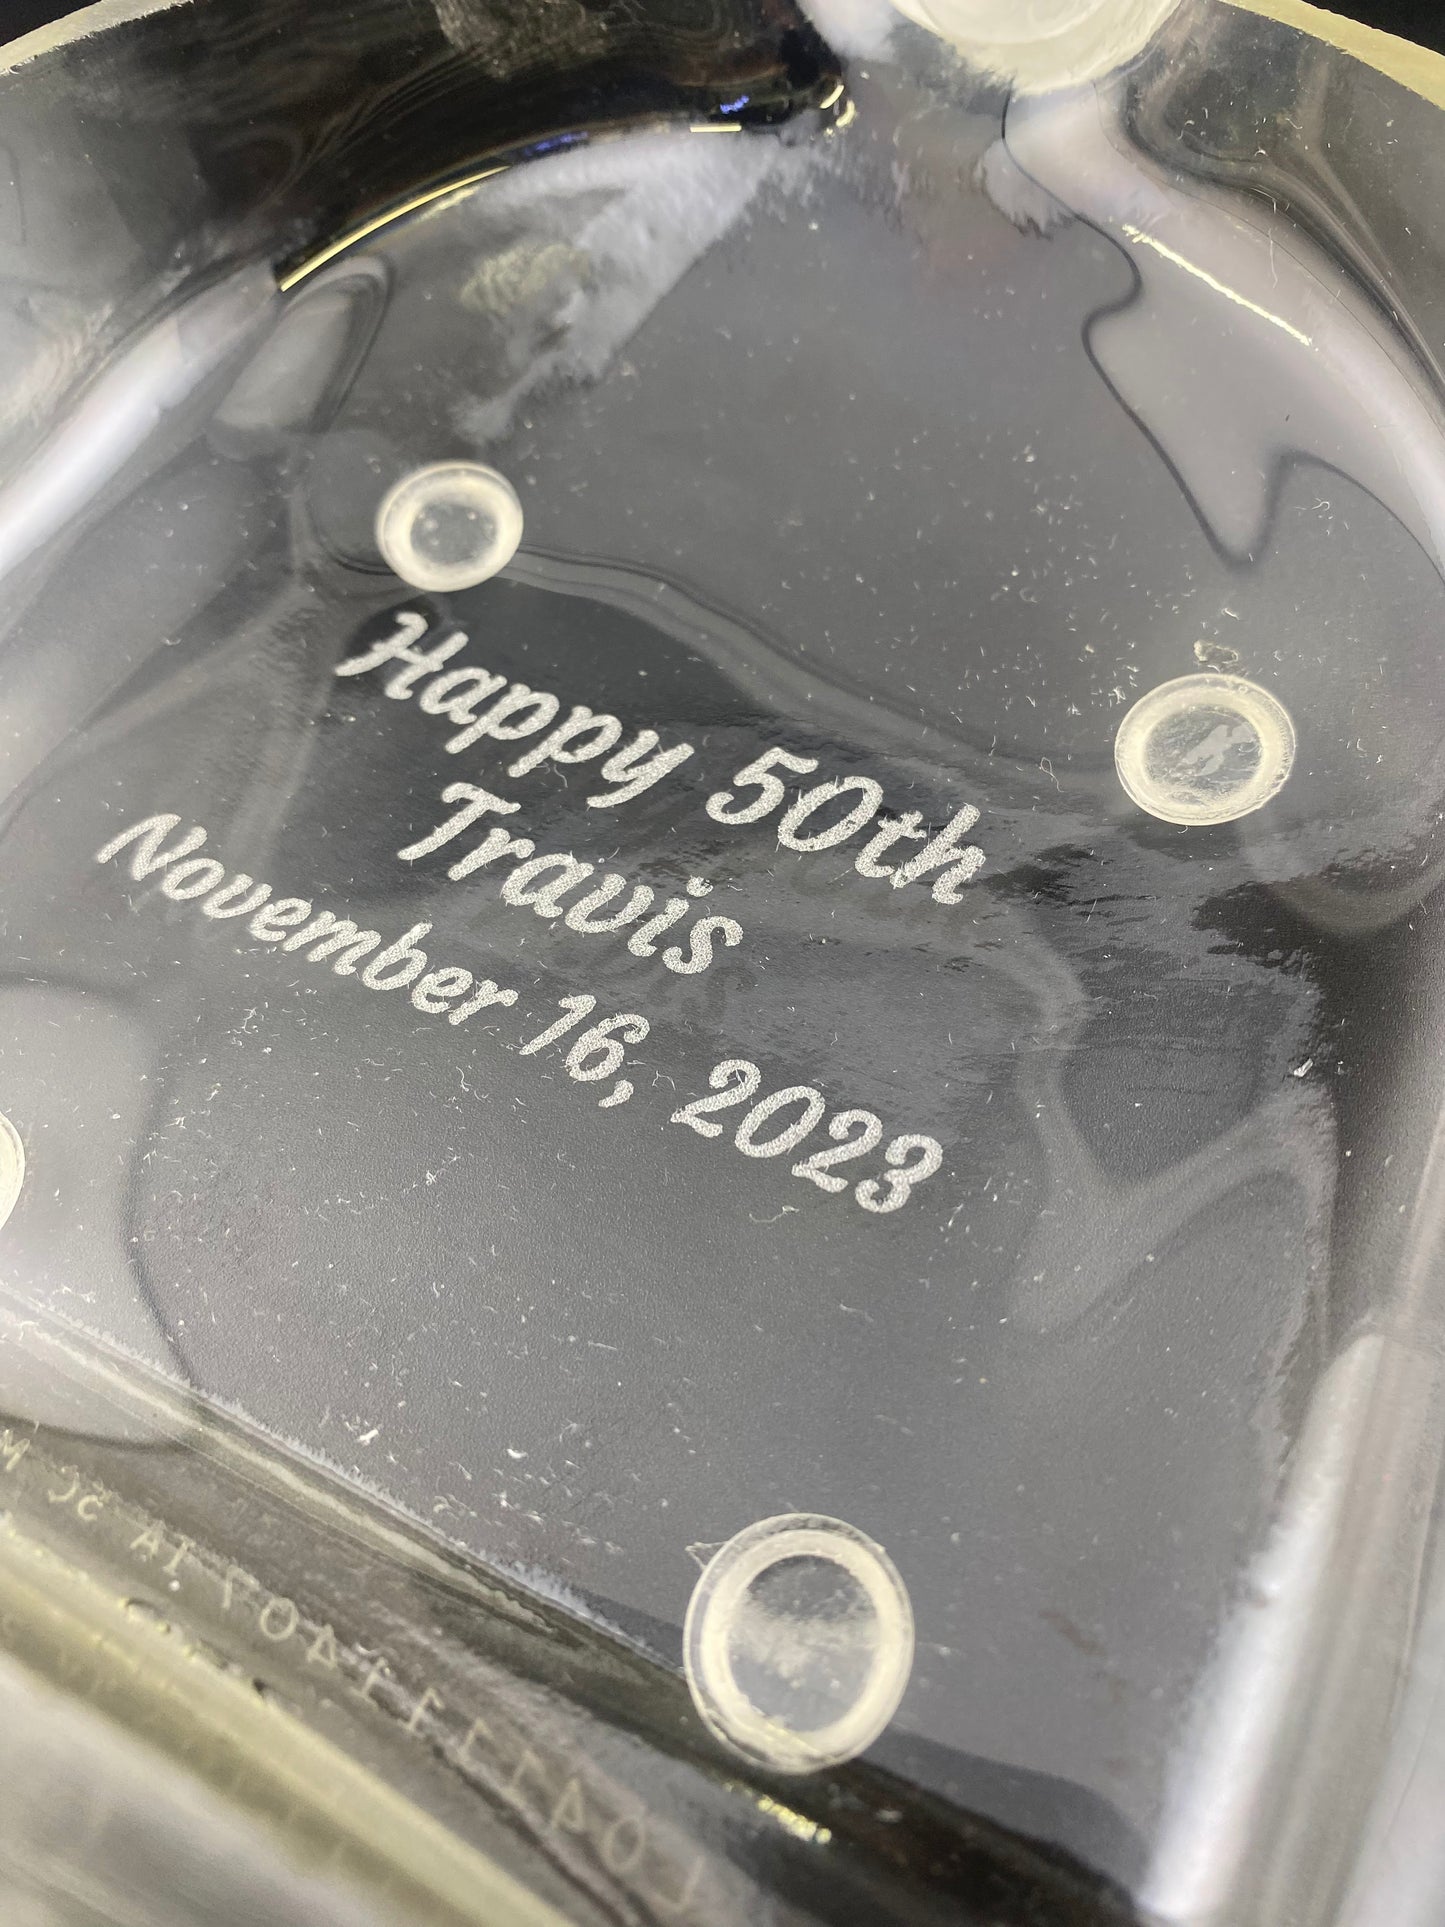 Happy 50th
Travis
November 16, 2023